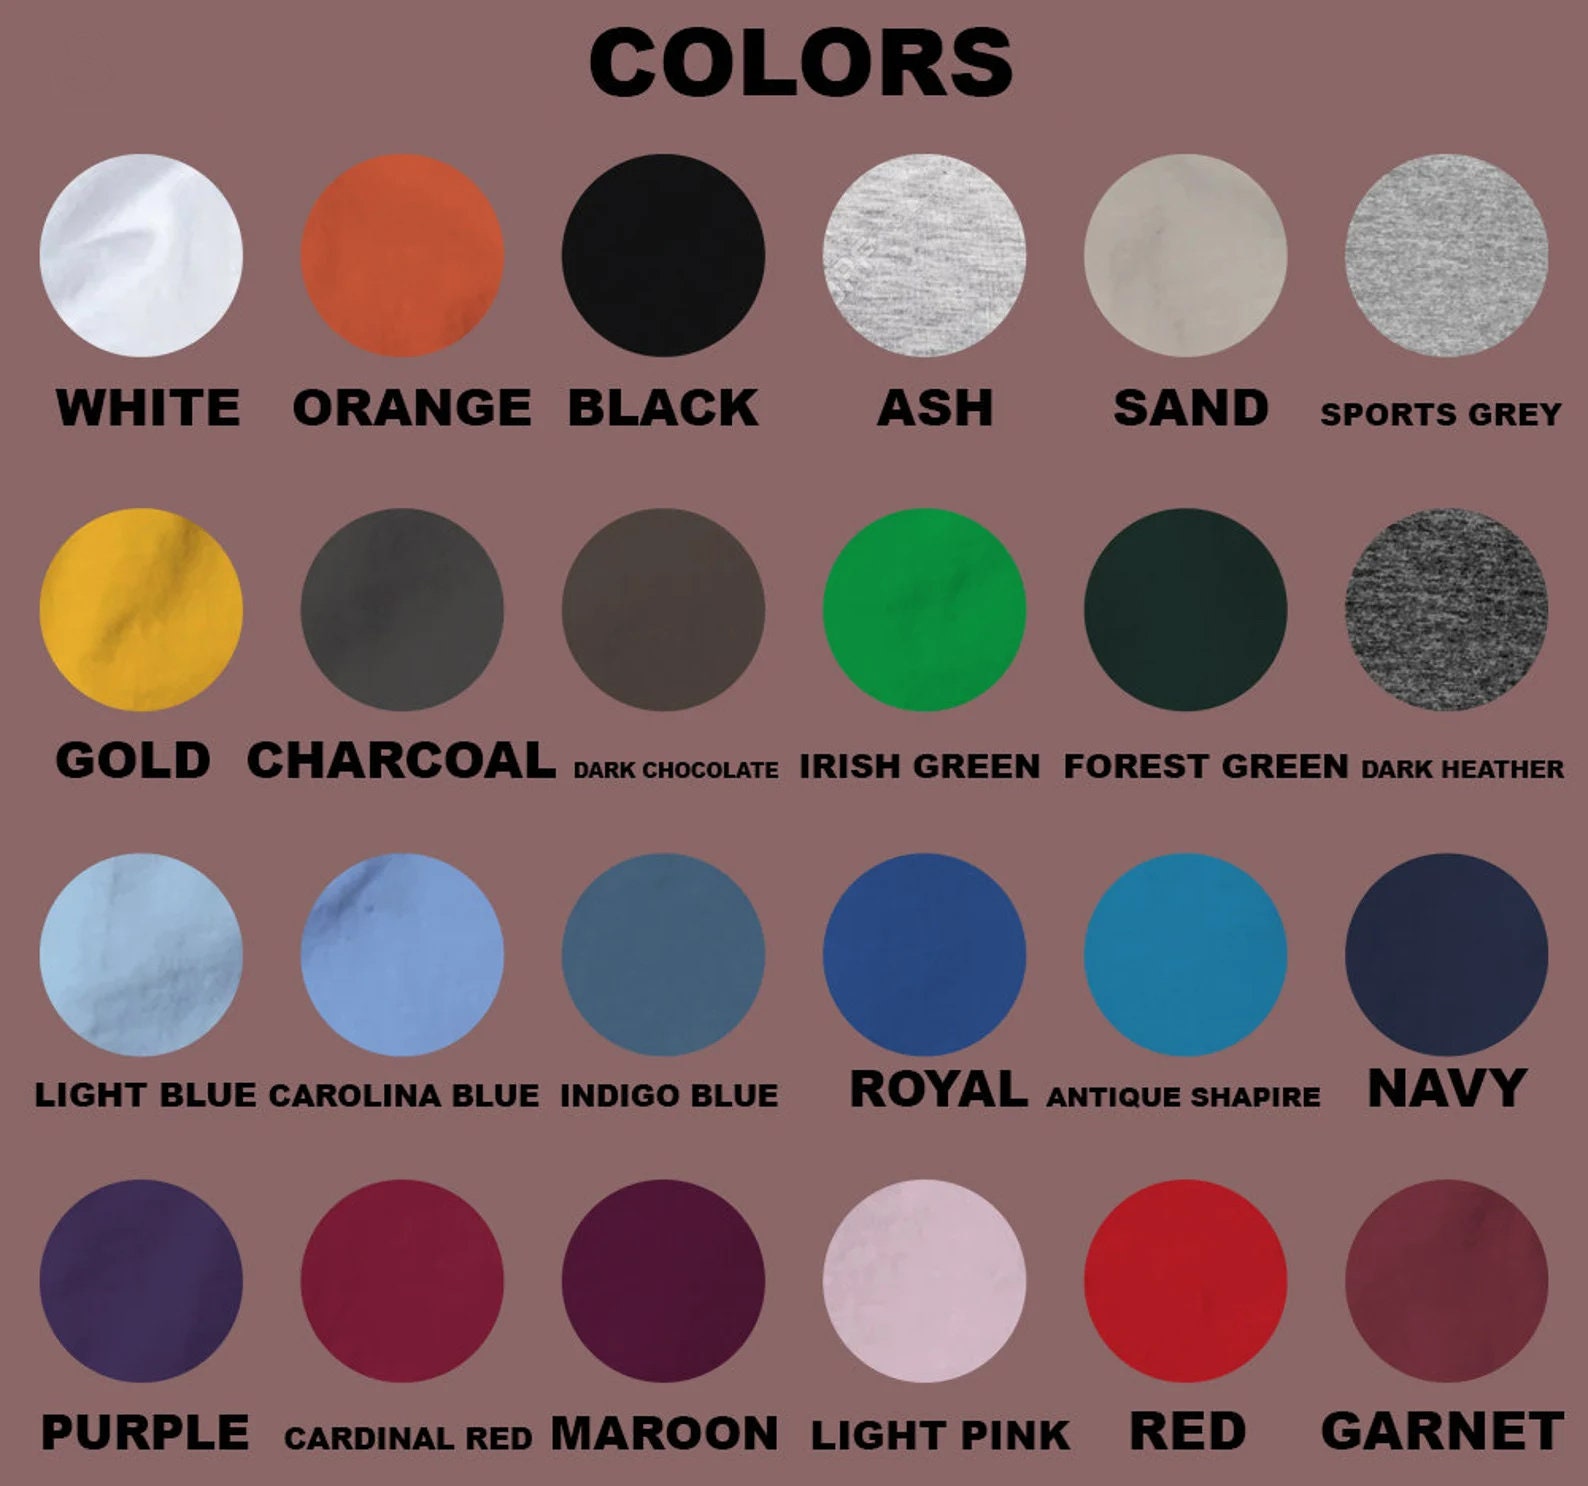 COLORS
WHITE ORANGE BLACK ASH SAND SPORTS GREY
GOLD CHARCOAL DARK CHOCOLATE IRISH GREEN FOREST GREEN DARK HEATHER
LIGHT BLUE CAROLINA BLUE INDIGO BLUE ROYAL ANTIQUE SHAPIRE NAVY
PURPLE CARDINAL RED MAROON LIGHT PINK RED GARNET